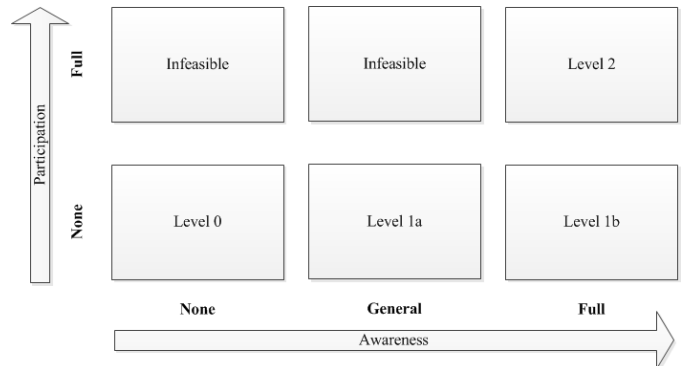 Full
Infeasible
Infeasible
Level 2
Participation
None
Level 0
Level 1a
Level 1b
None
General
Full
Awareness